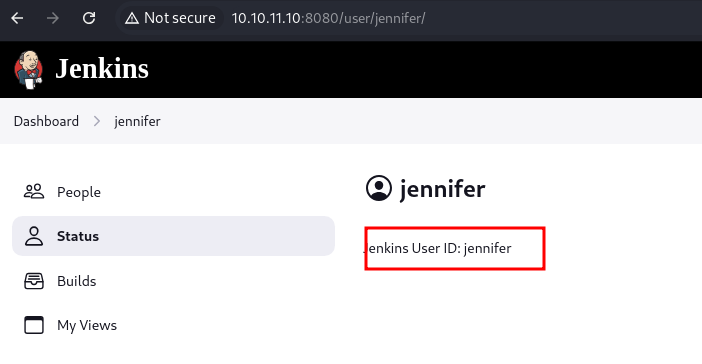 Not secure 10.10.11.10:8080/user/jennifer/
Jenkins
Dashboard jennifer
People
Status
Builds
My Views
jennifer
Jenkins User ID: jennifer